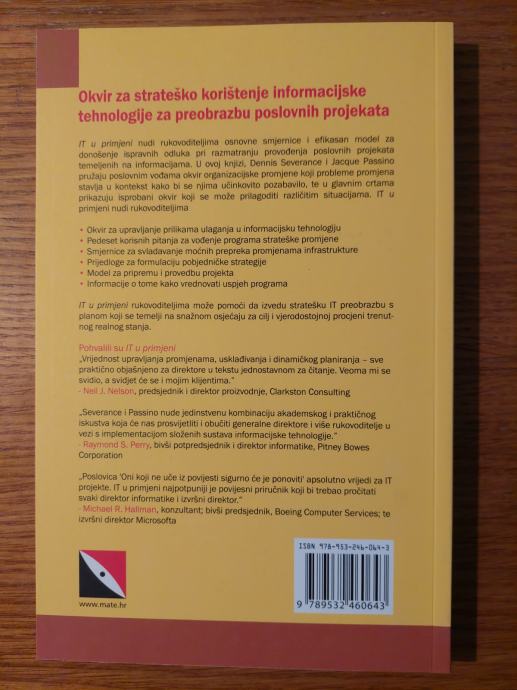 Okvir za strateško korištenje informacijske
tehnologije za preobrazbu poslovnih projekata
IT u primjeni nudi rukovoditeljima osnovne smjernice i efikasan model za
donošenje ispravnih odluka pri razmatranju provođenja poslovnih projekata
temeljenih na informacijama. U ovoj knjizi, Dennis Severance i Jacque Passino
pružaju poslovnim vođama okvir organizacijske promjene koji probleme promjena
stavlja u kontekst kako bi se njima učinkovito pozabavilo, te u glavnim crtama
prikazuju isprobani okvir koji se može prilagoditi različitim situacijama. IT u
primjeni nudi rukovoditeljima
• Okvir za upravljanje prilikama ulaganja u informacijsku tehnologiju
• Pedeset korisnih pitanja za vođenje programa strateške promjene
• Smjernice za svladavanje moćnih prepreka promjenama infrastrukture
• Prijedloge za formulaciju pobjedničke strategije
• Model za pripremu i provedbu projekta
• Informacije o tome kako vrednovati uspjeh programa
IT u primjeni rukovoditeljima može pomoći da izvedu stratešku IT preobrazbu s
planom koji se temelji na snažnom osjećaju za cilj i vjerodostojnoj procjeni trenut-
nog realnog stanja.
Pohvalili su IT u primjeni
„Vrijednost upravljanja promjenama, usklađivanja i dinamičkog planiranja – sve
praktično objašnjeno za direktore u tekstu jednostavnom za čitanje. Veoma mi se
svidio, a svidjet će se i mojim klijentima.”
- Neil J. Nelson, predsjednik i direktor proizvodnje, Clarkston Consulting
„Severance i Passino nude jedinstvenu kombinaciju akademskog i praktičnog
iskustva koja će nas prosvijetliti i obučiti generalne direktore i više rukovoditelje u
vezi s implementacijom složenih sustava informacijske tehnologije.”
- Raymond S. Perry, bivši potpredsjednik i direktor informatike, Pitney Bowes
Corporation
„Poslovica 'Oni koji ne uče iz povijesti sigurno će je ponoviti' apsolutno vrijedi za IT
projekte. IT u primjeni najpotpuniji je povijesni priručnik koji bi trebao pročitati
svaki direktor informatike i izvršni direktor.”
- Michael R. Hallman, konzultant; bivši predsjednik, Boeing Computer Services; te
izvršni direktor Microsofta
ISBN 978-953-246-064-3
9 789532 460643
www.mate.hr